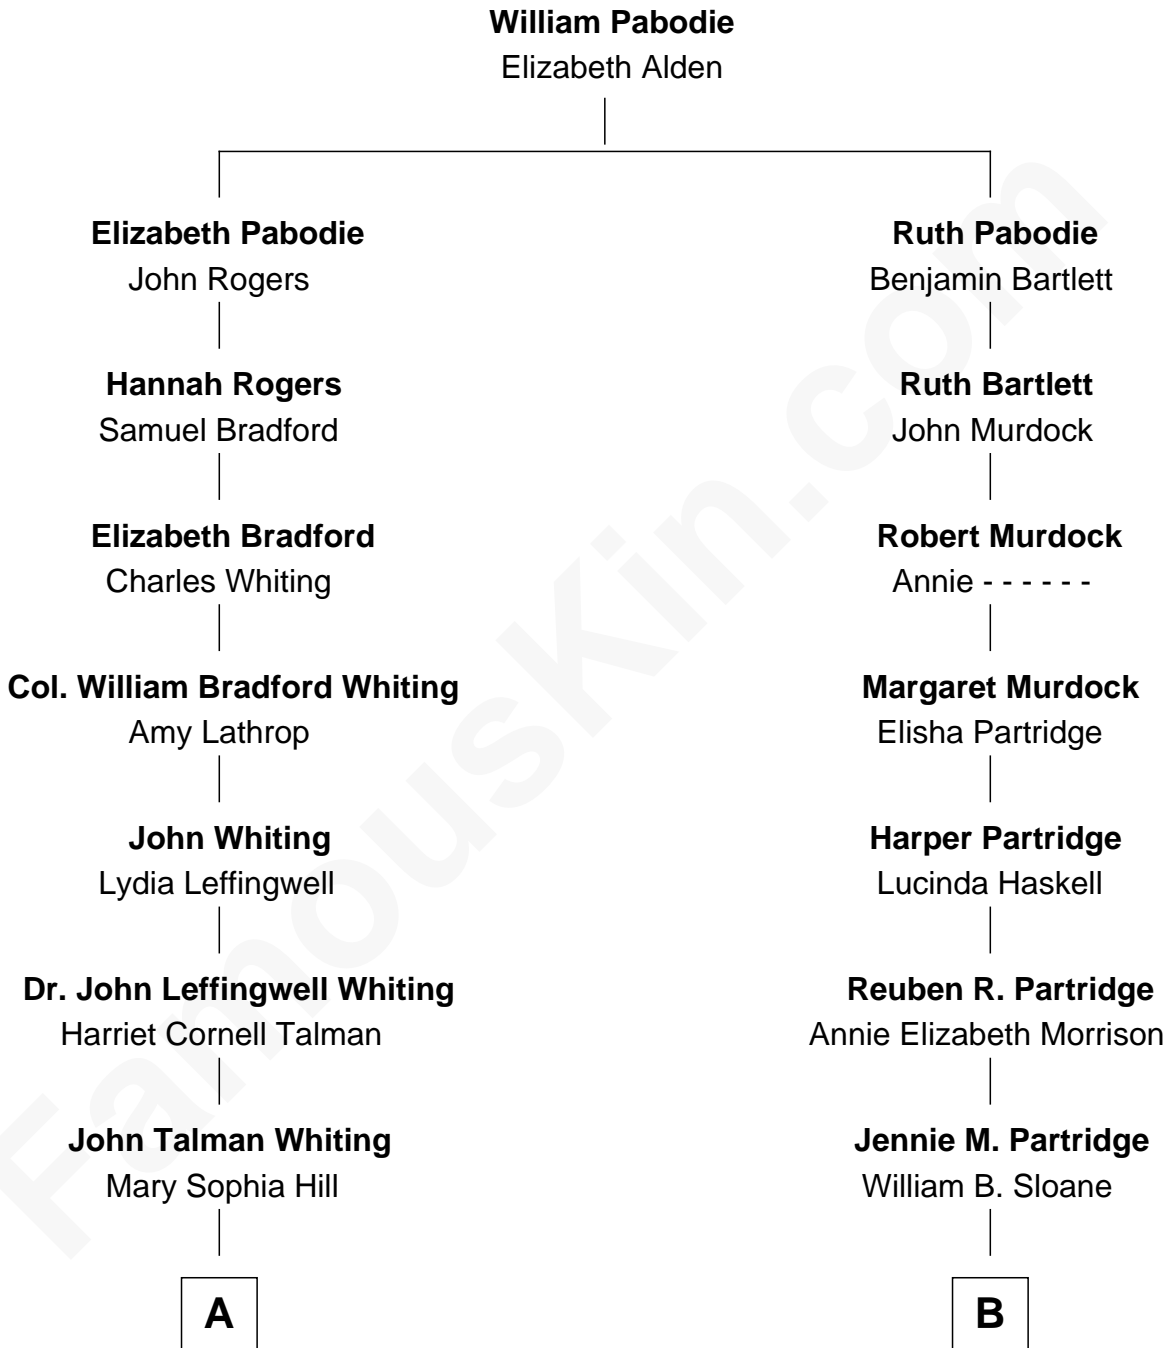 William Pabodie
Elizabeth Alden
Elizabeth Pabodie
John Rogers
Ruth Pabodie
Benjamin Bartlett
Hannah Rogers
Samuel Bradford
Ruth Bartlett
John Murdock
Elizabeth Bradford
Charles Whiting
Robert Murdock
Annie - - - - - -
Col. William Bradford Whiting
Amy Lathrop
Margaret Murdock
Elisha Partridge
John Whiting
Lydia Leffingwell
Harper Partridge
Lucinda Haskell
Dr. John Leffingwell Whiting
Harriet Cornell Talman
Reuben R. Partridge
Annie Elizabeth Morrison
John Talman Whiting
Mary Sophia Hill
Jennie M. Partridge
William B. Sloane
A
B
FamousKin.com